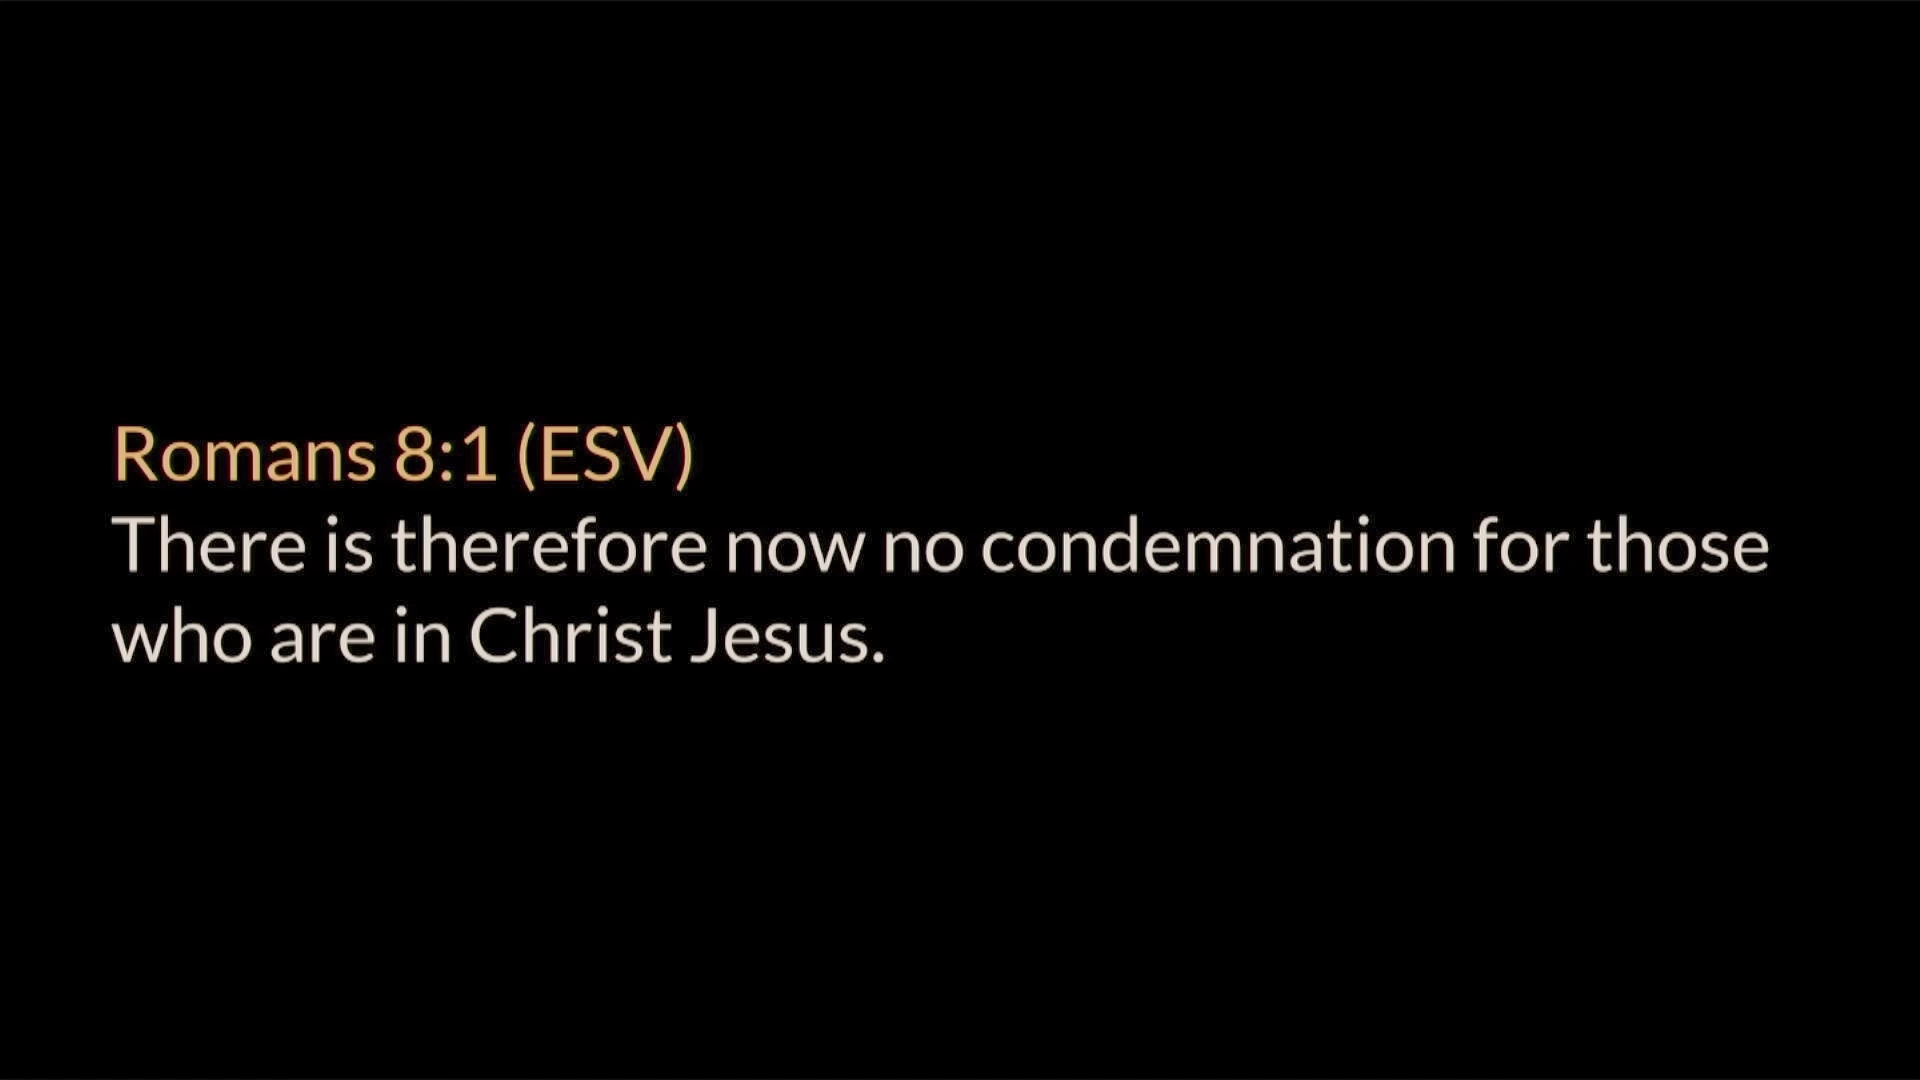 Romans 8:1 (ESV)
There is therefore now no condemnation for those
who are in Christ Jesus.